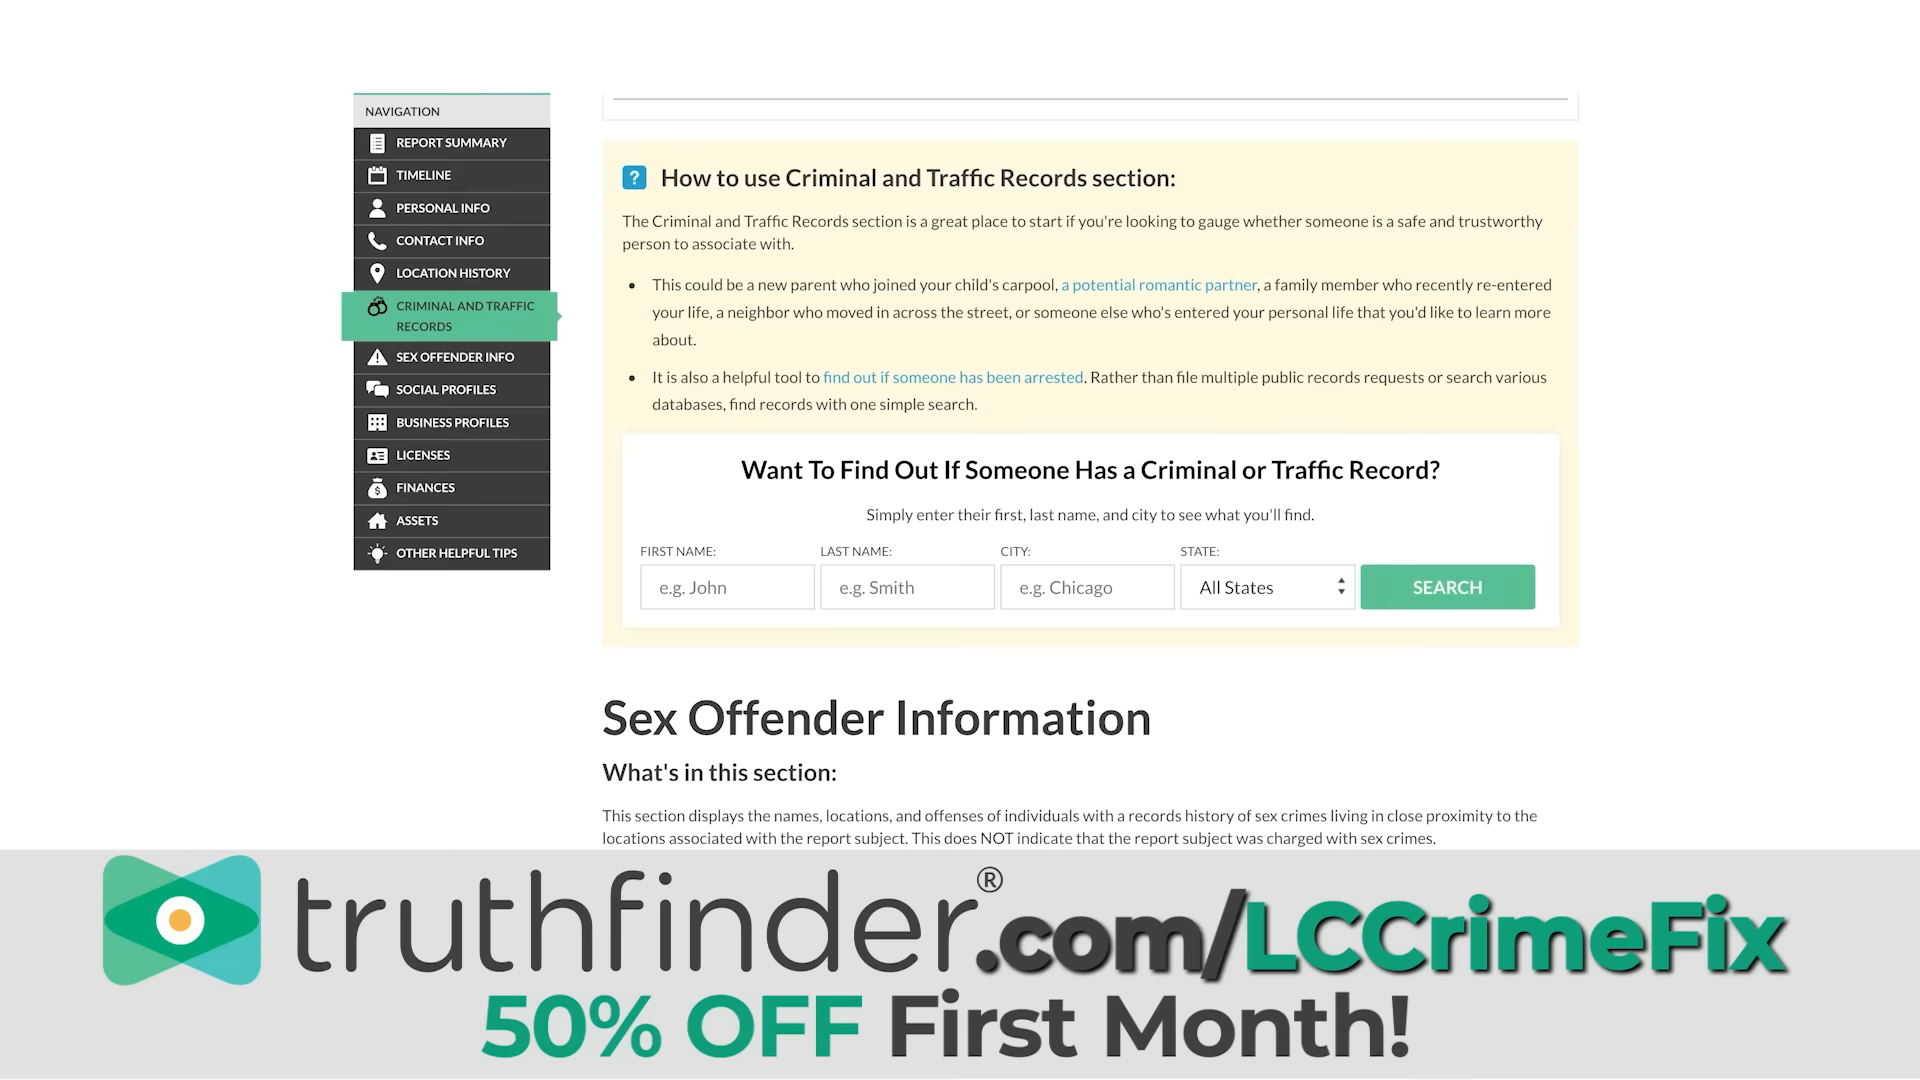 NAVIGATION
REPORT SUMMARY
TIMELINE
PERSONAL INFO
CONTACT INFO
LOCATION HISTORY
CRIMINAL AND TRAFFIC
RECORDS
SEX OFFENDER INFO
SOCIAL PROFILES
BUSINESS PROFILES
LICENSES
FINANCES
ASSETS
OTHER HELPFUL TIPS
? How to use Criminal and Traffic Records section:
The Criminal and Traffic Records section is a great place to start if you're looking to gauge whether someone is a safe and trustworthy
person to associate with.
• This could be a new parent who joined your child's carpool, a potential romantic partner, a family member who recently re-entered
your life, a neighbor who moved in across the street, or someone else who's entered your personal life that you'd like to learn more
about.
• It is also a helpful tool to find out if someone has been arrested. Rather than file multiple public records requests or search various
databases, find records with one simple search.
Want To Find Out If Someone Has a Criminal or Traffic Record?
Simply enter their first, last name, and city to see what you'll find.
FIRST NAME: LAST NAME: CITY: STATE:
e.g. John e.g. Smith e.g. Chicago All States SEARCH
Sex Offender Information
What's in this section:
This section displays the names, locations, and offenses of individuals with a records history of sex crimes living in close proximity to the
locations associated with the report subject. This does NOT indicate that the report subject was charged with sex crimes.
truthfinder®.com/LCCrimeFix
50% OFF First Month!